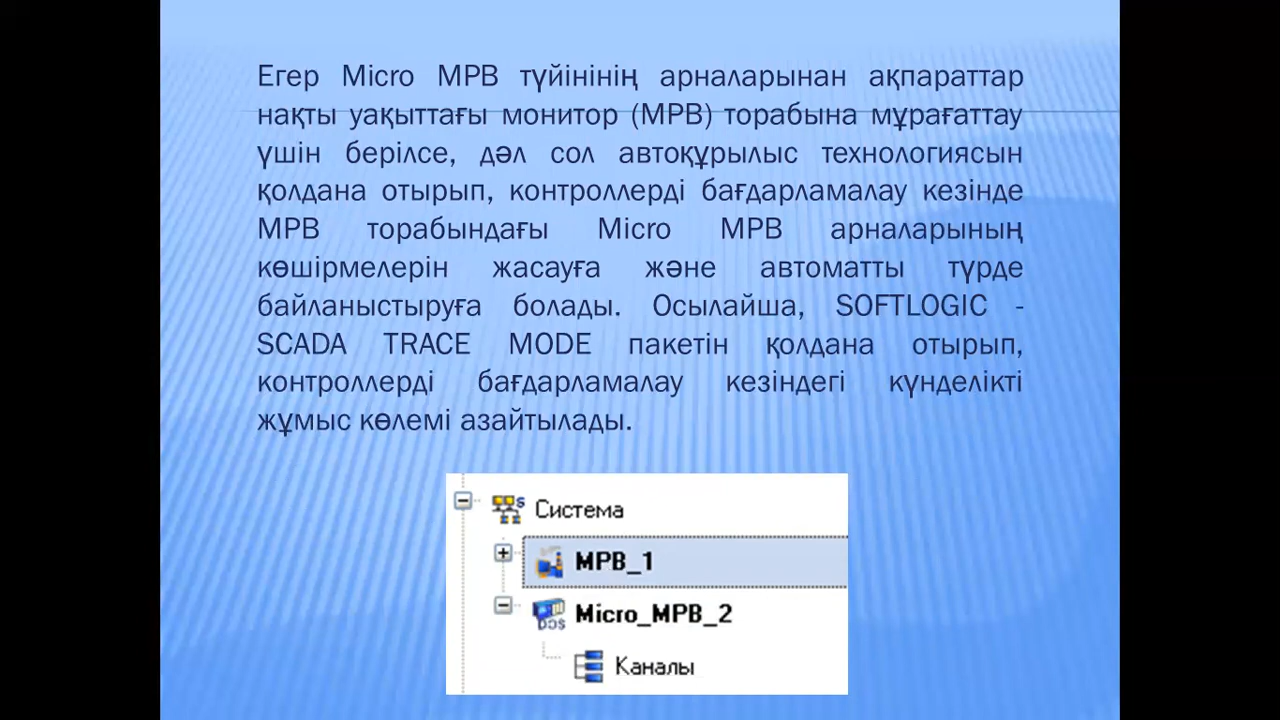 Егер Micro МРВ түйінінің арналарынан ақпараттар
нақты уақыттағы монитор (МРВ) торабына мұрағаттау
үшін берілсе, дәл сол автоқұрылыс технологиясын
қолдана отырып, контроллерді бағдарламалау кезінде
МРВ торабындағы Micro МРВ арналарының
көшірмелерін жасауға және автоматты түрде
байланыстыруға болады. Осылайша, SOFTLOGIC -
SCADA TRACE MODE пакетін қолдана отырып,
контроллерді бағдарламалау кезіндегі күнделікті
жұмыс көлемі азайтылады.
Система
МРВ_1
Micro_МРВ_2
Каналы